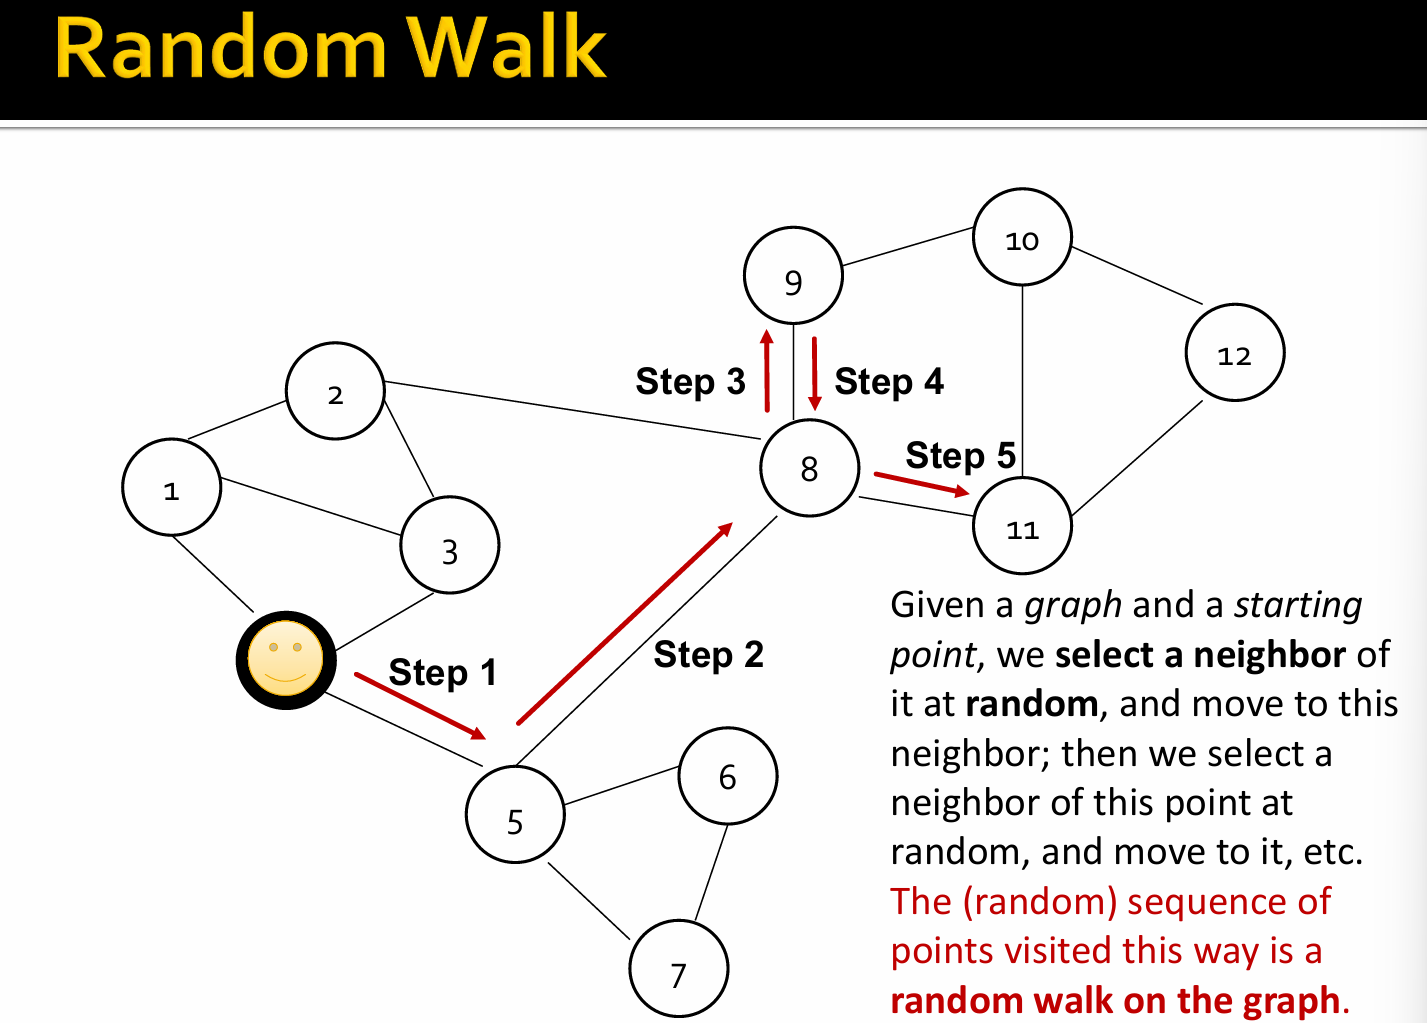 Random Walk
10
9
12
Step 3
Step 4
2
8
Step 5
1
11
3
Given a graph and a starting
point, we select a neighbor of
Step 1
Step 2
it at random, and move to this
neighbor; then we select a
6
neighbor of this point at
5
random, and move to it, etc.
The (random) sequence of
points visited this way is a
7
random walk on the graph.